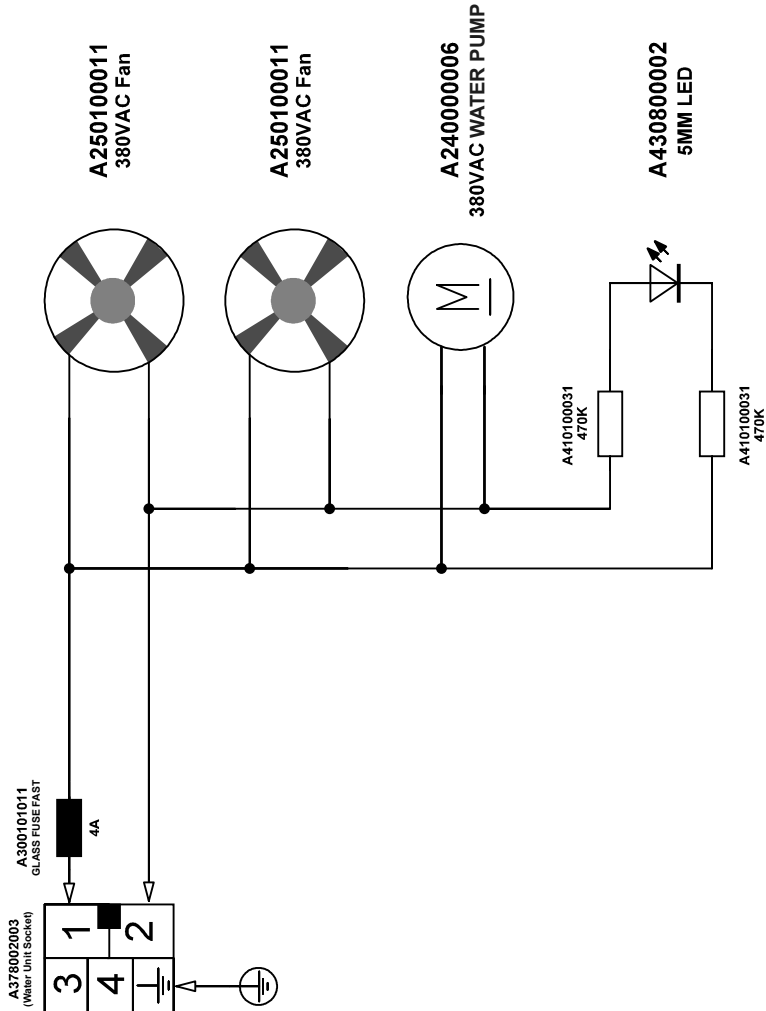 A250100011
380VAC Fan
A250100011
380VAC Fan
A240000006
380VAC WATER PUMP
A430800002
5MM LED
M
A410100031
470K
A410100031
470K
A300101011
GLASS FUSE FAST
4A
A378002003
(Water Unit Socket)
1
2
3
4